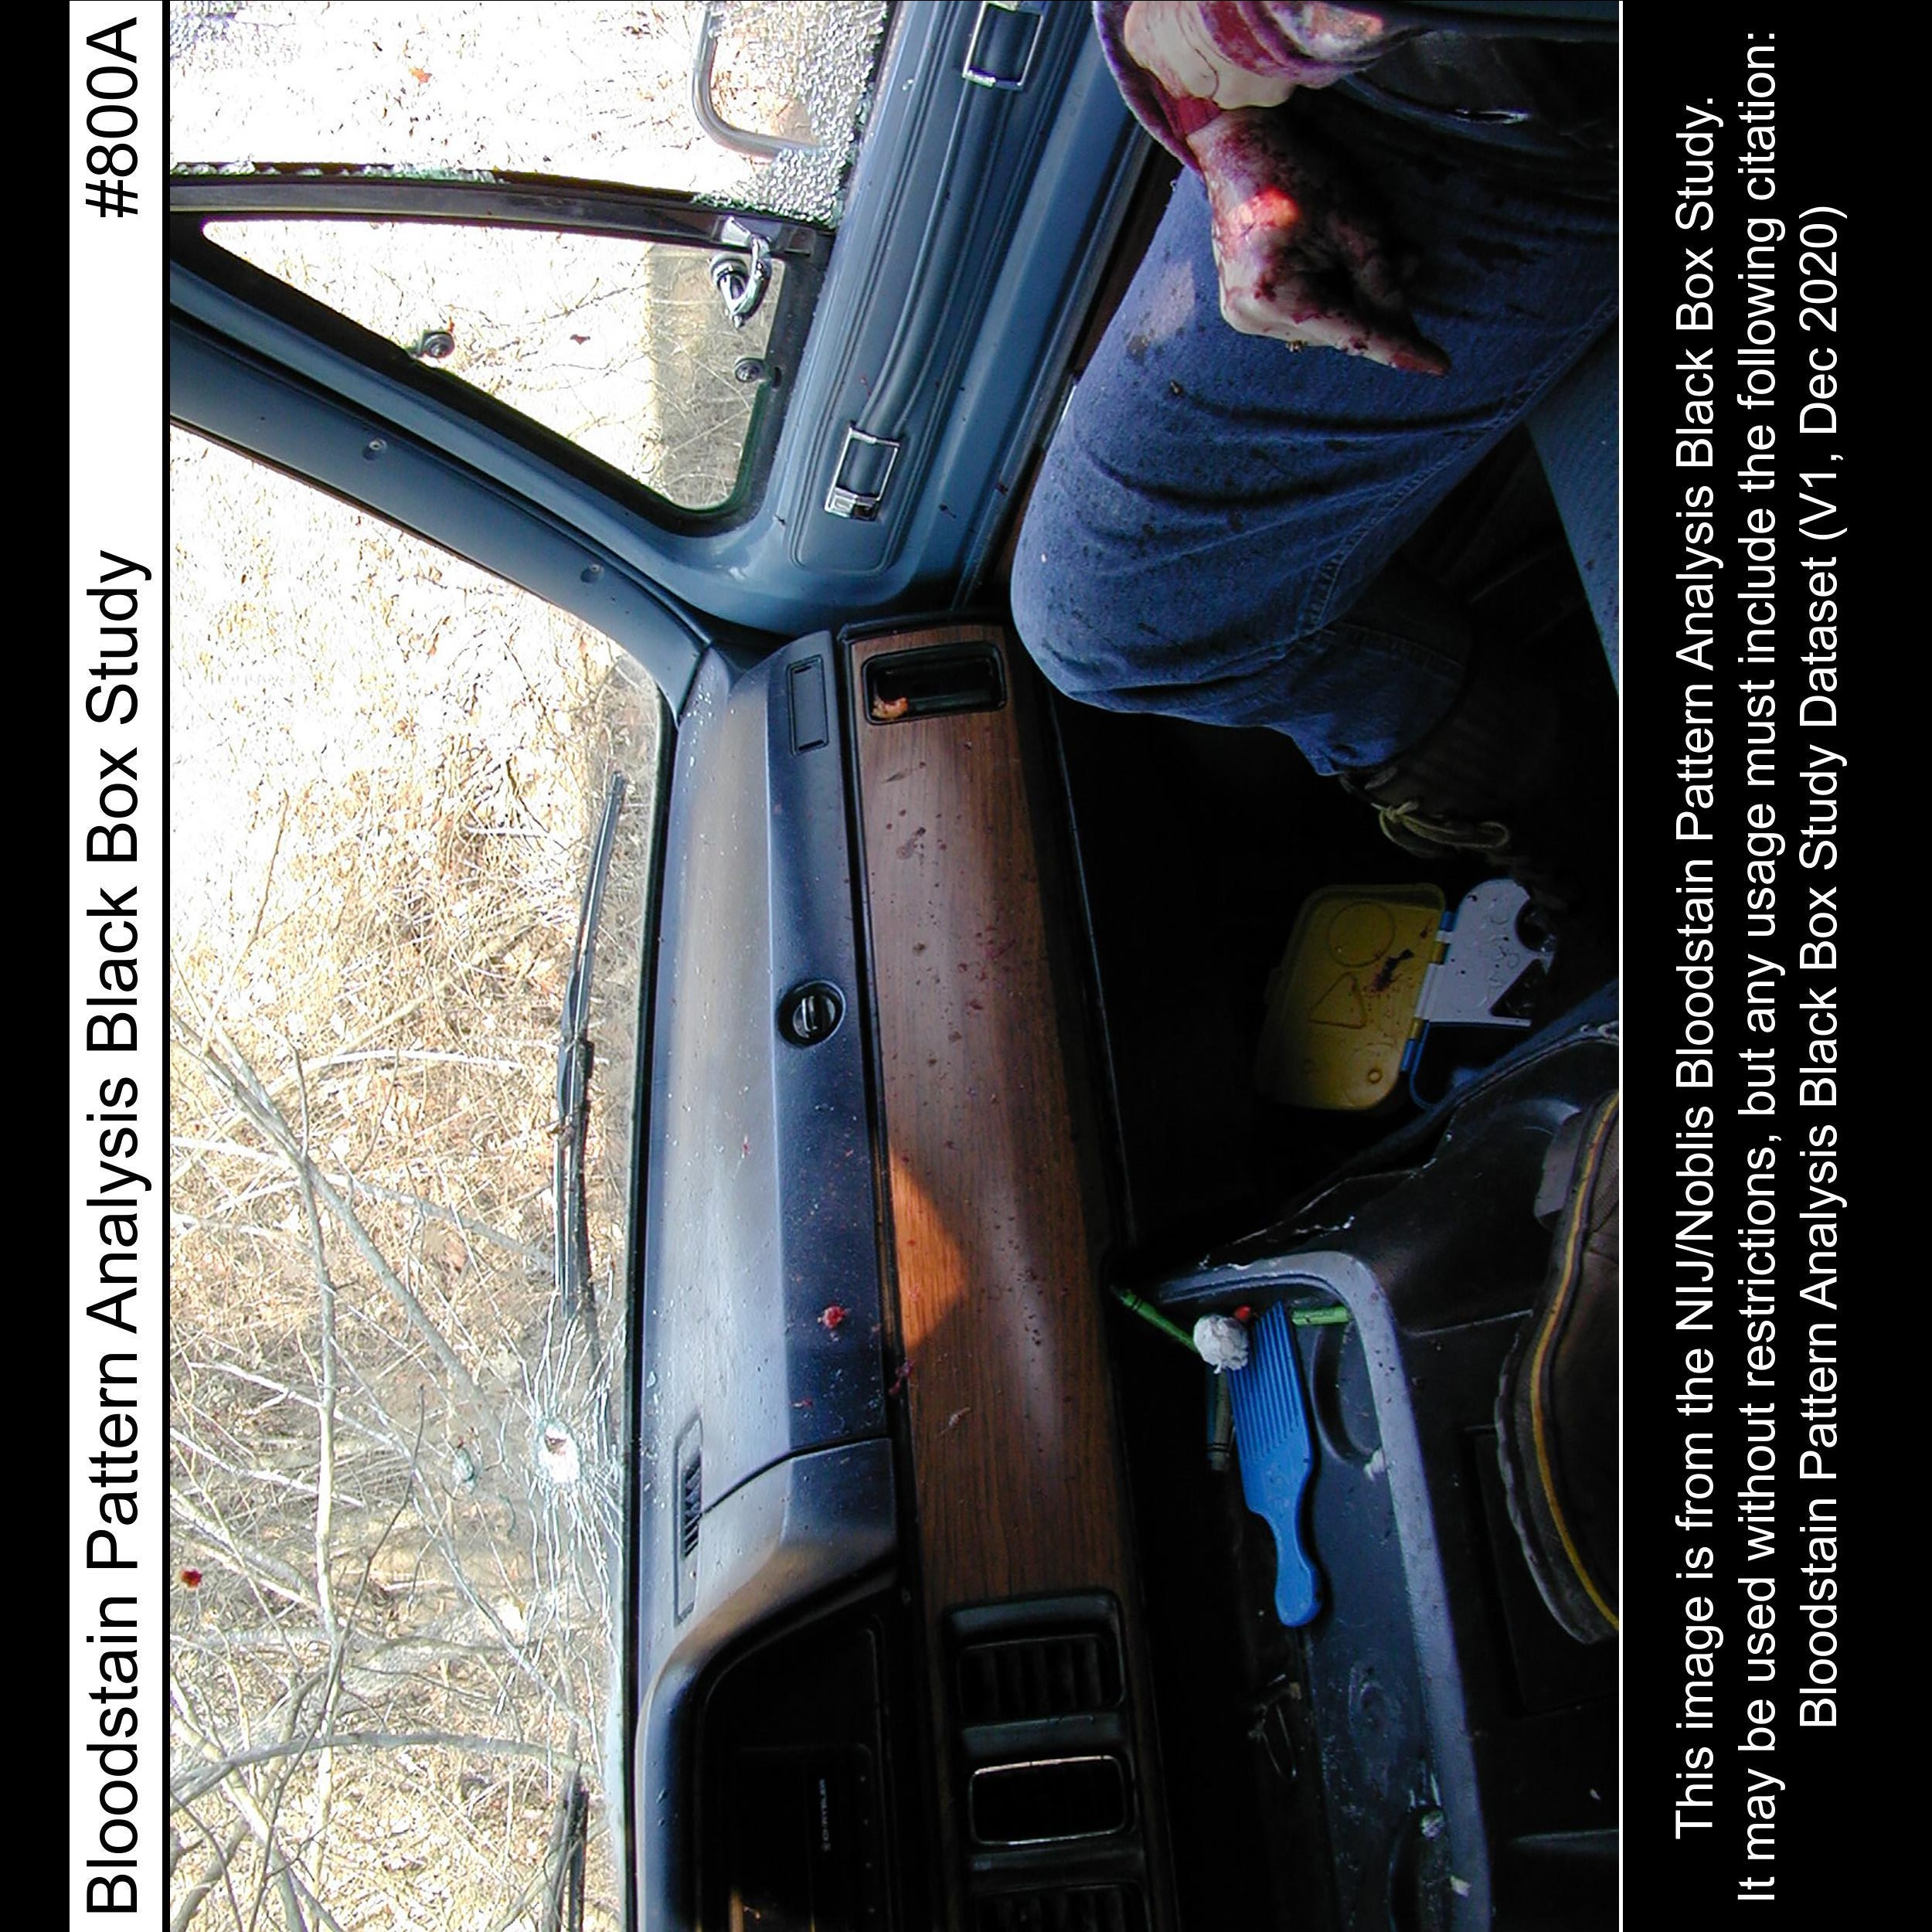 Bloodstain Pattern Analysis Black Box Study #800A
This image is from the NIJ/Noblis Bloodstain Pattern Analysis Black Box Study.
It may be used without restrictions, but any usage must include the following citation:
Bloodstain Pattern Analysis Black Box Study Dataset (V1, Dec 2020)